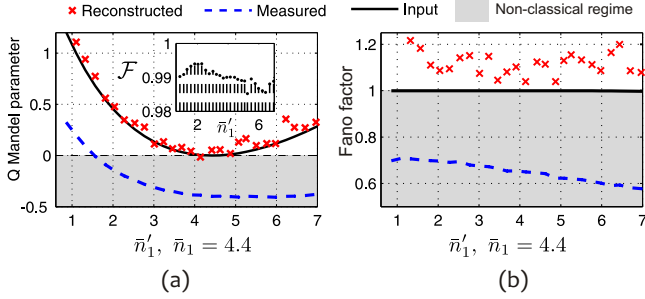 × Reconstructed – – Measured — Input Non-classical regime
Q Mandel parameter
1
0.5
0
-0.5
1 2 3 4 5 6 7
n̄′₁, n̄₁ = 4.4
(a)
ℱ
1
0.99
0.98
2 6
n̄′₁
Fano factor
1.2
1
0.8
0.6
1 2 3 4 5 6 7
n̄′₁, n̄₁ = 4.4
(b)